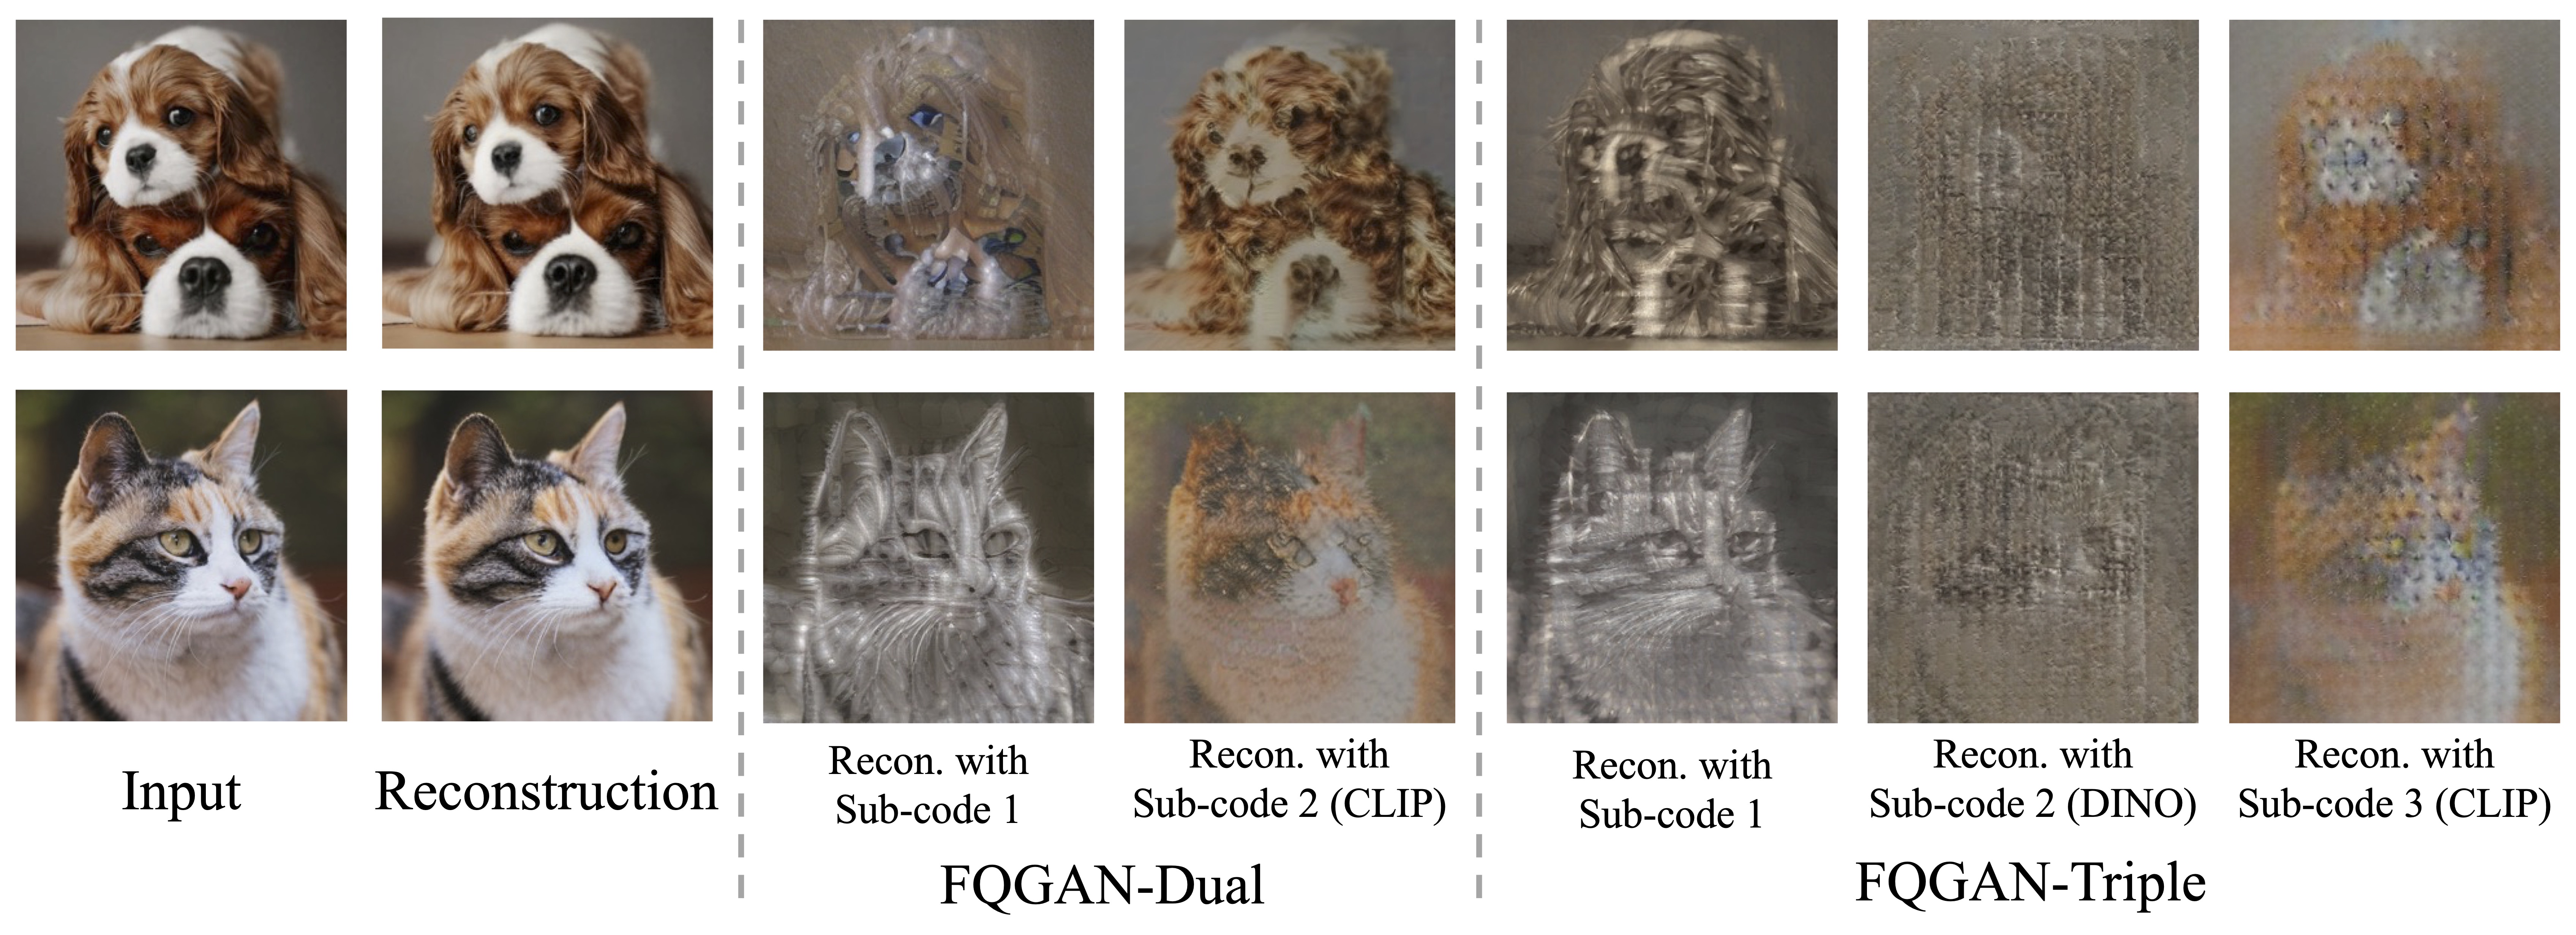 Input
Reconstruction
Recon. with
Sub-code 1
Recon. with
Sub-code 2 (CLIP)
Recon. with
Sub-code 1
Recon. with
Sub-code 2 (DINO)
Recon. with
Sub-code 3 (CLIP)
FQGAN-Dual
FQGAN-Triple